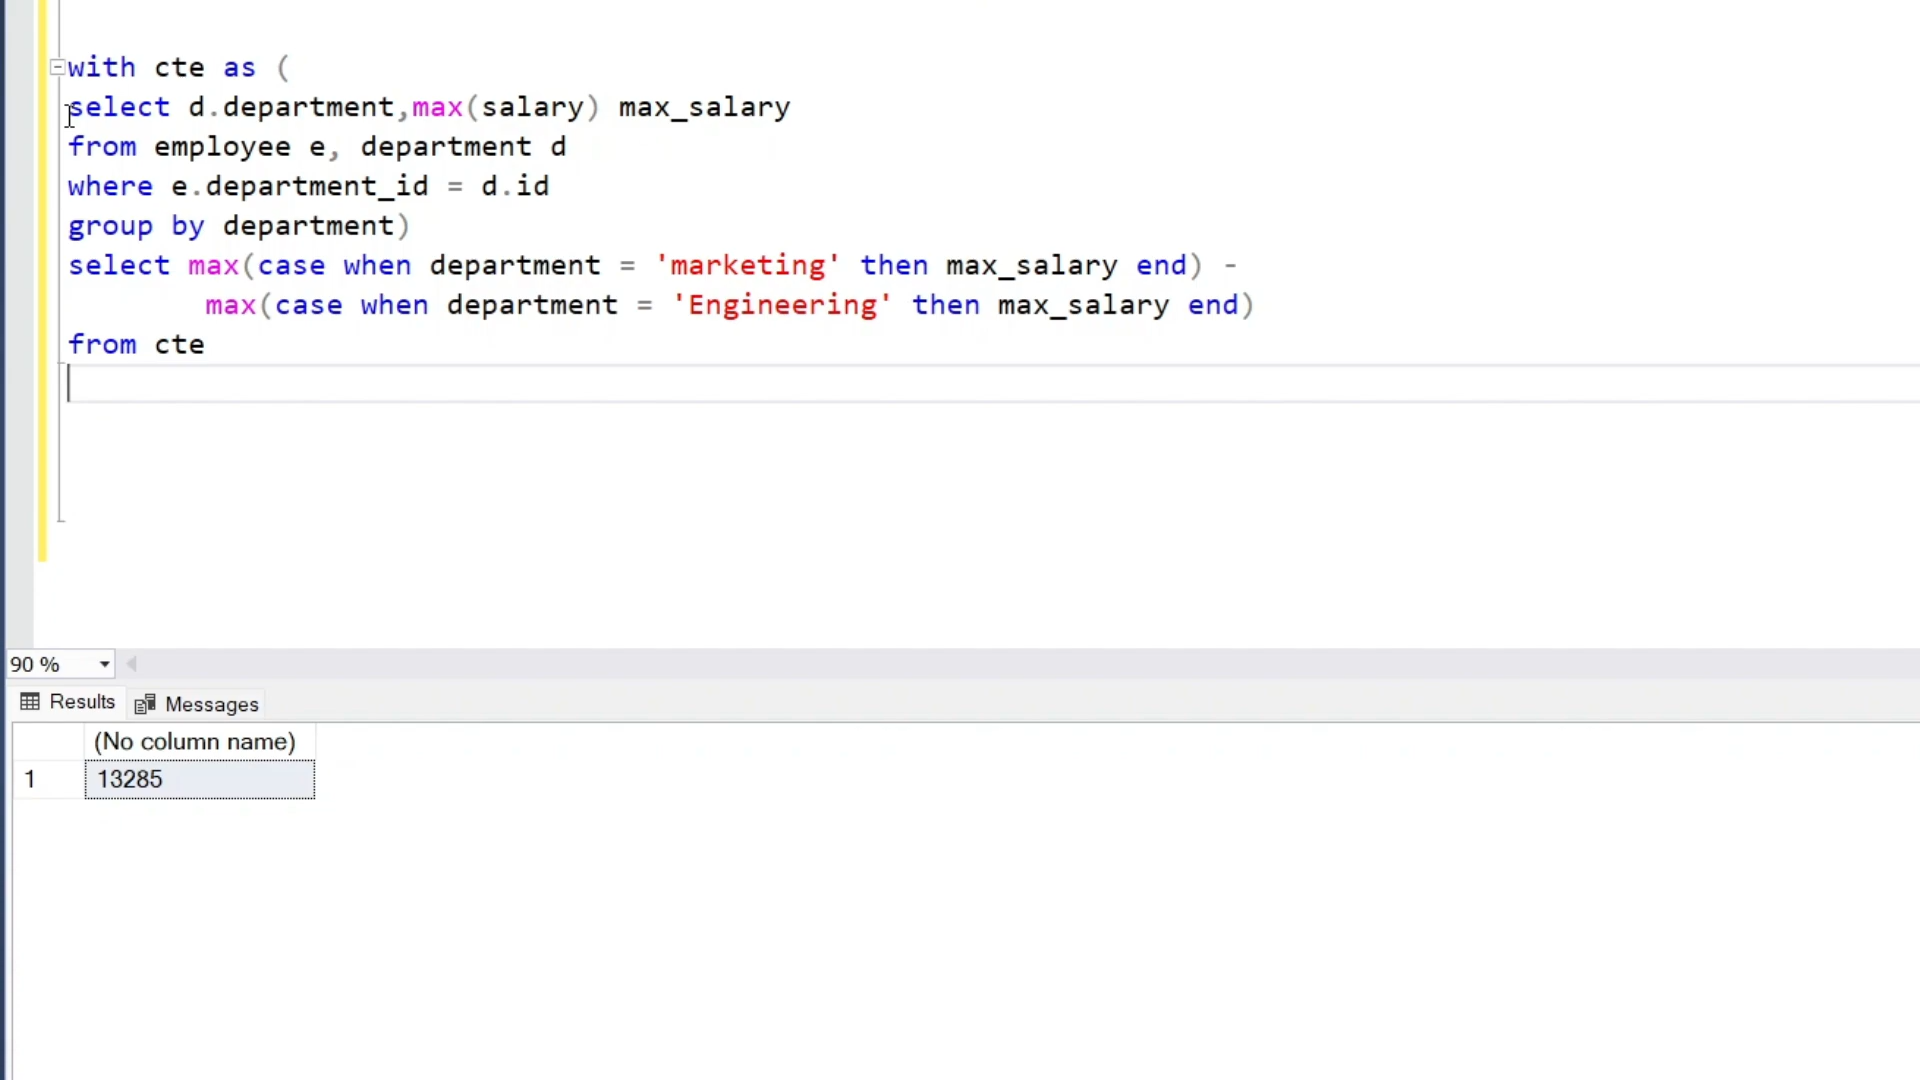 with cte as (
select d.department,max(salary) max_salary
from employee e, department d
where e.department_id = d.id
group by department)
select max(case when department = 'marketing' then max_salary end) -
max(case when department = 'Engineering' then max_salary end)
from cte
90 %
Results Messages
(No column name)
1 13285